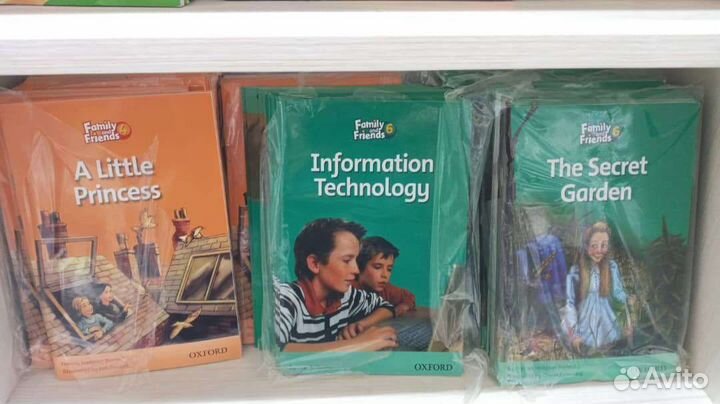 Family and Friends 4
A Little
Princess
OXFORD
Family and Friends 6
Information
Technology
OXFORD
Family and Friends 6
The Secret
Garden
Avito